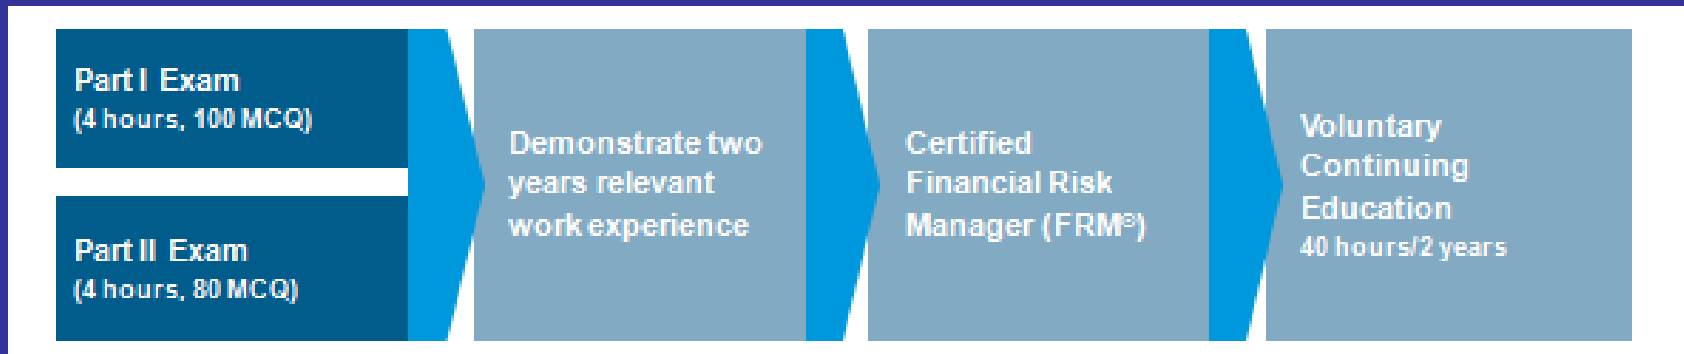 Part I Exam
(4 hours, 100 MCQ)
Part II Exam
(4 hours, 80 MCQ)
Demonstrate two
years relevant
work experience
Certified
Financial Risk
Manager (FRM®)
Voluntary
Continuing
Education
40 hours/2 years